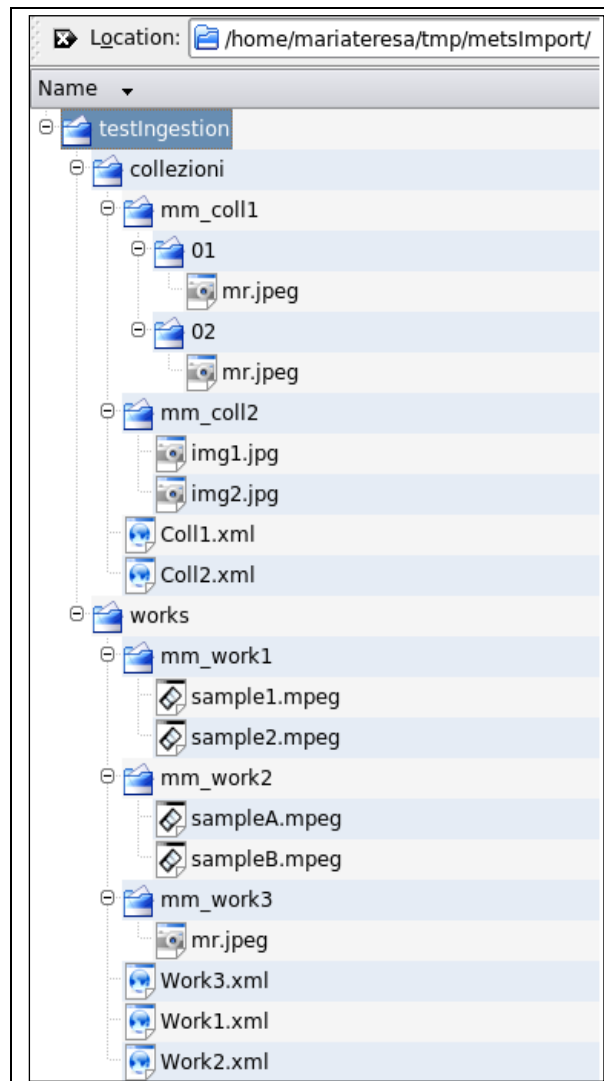 Location: /home/mariateresa/tmp/metsImport/
Name
testIngestion
collezioni
mm_coll1
01
mr.jpeg
02
mr.jpeg
mm_coll2
img1.jpg
img2.jpg
Coll1.xml
Coll2.xml
works
mm_work1
sample1.mpeg
sample2.mpeg
mm_work2
sampleA.mpeg
sampleB.mpeg
mm_work3
mr.jpeg
Work3.xml
Work1.xml
Work2.xml